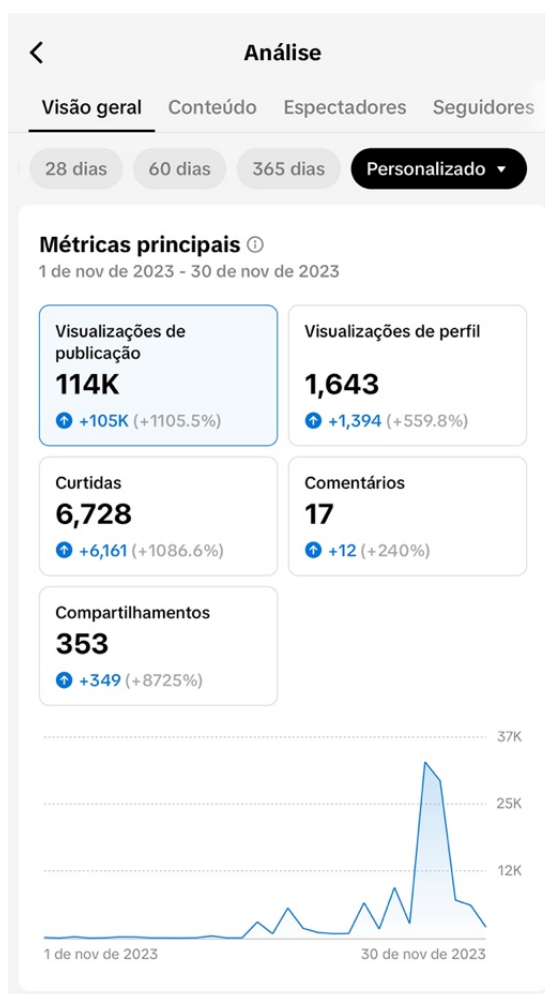 Análise
Visão geral Conteúdo Espectadores Seguidores
28 dias 60 dias 365 dias Personalizado
Métricas principais
1 de nov de 2023 - 30 de nov de 2023
Visualizações de
publicação
114K
+105K (+1105.5%)
Visualizações de perfil
1,643
+1,394 (+559.8%)
Curtidas
6,728
+6,161 (+1086.6%)
Comentários
17
+12 (+240%)
Compartilhamentos
353
+349 (+8725%)
37K
25K
12K
1 de nov de 2023 30 de nov de 2023